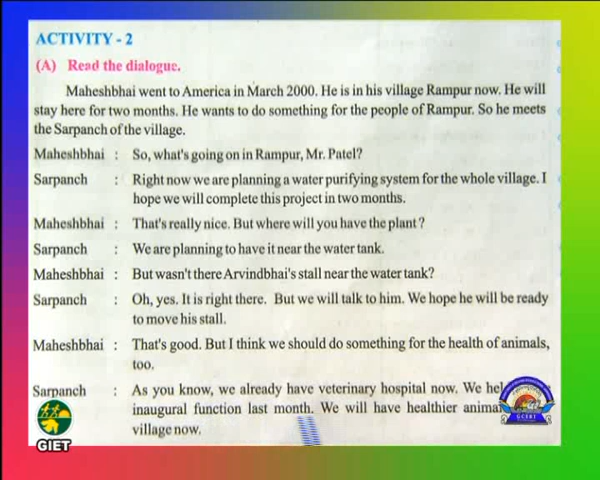 ACTIVITY - 2
(A) Read the dialogue.
Maheshbhai went to America in March 2000. He is in his village Rampur now. He will
stay here for two months. He wants to do something for the people of Rampur. So he meets
the Sarpanch of the village.
Maheshbhai : So, what's going on in Rampur, Mr. Patel?
Sarpanch : Right now we are planning a water purifying system for the whole village. I
hope we will complete this project in two months.
Maheshbhai : That's really nice. But where will you have the plant?
Sarpanch : We are planning to have it near the water tank.
Maheshbhai : But wasn't there Arvindbhai's stall near the water tank?
Sarpanch : Oh, yes. It is right there. But we will talk to him. We hope he will be ready
to move his stall.
Maheshbhai : That's good. But I think we should do something for the health of animals,
too.
Sarpanch : As you know, we already have veterinary hospital now. We
inaugural function last month. We will have healthier
village now.
GIET
GCERT